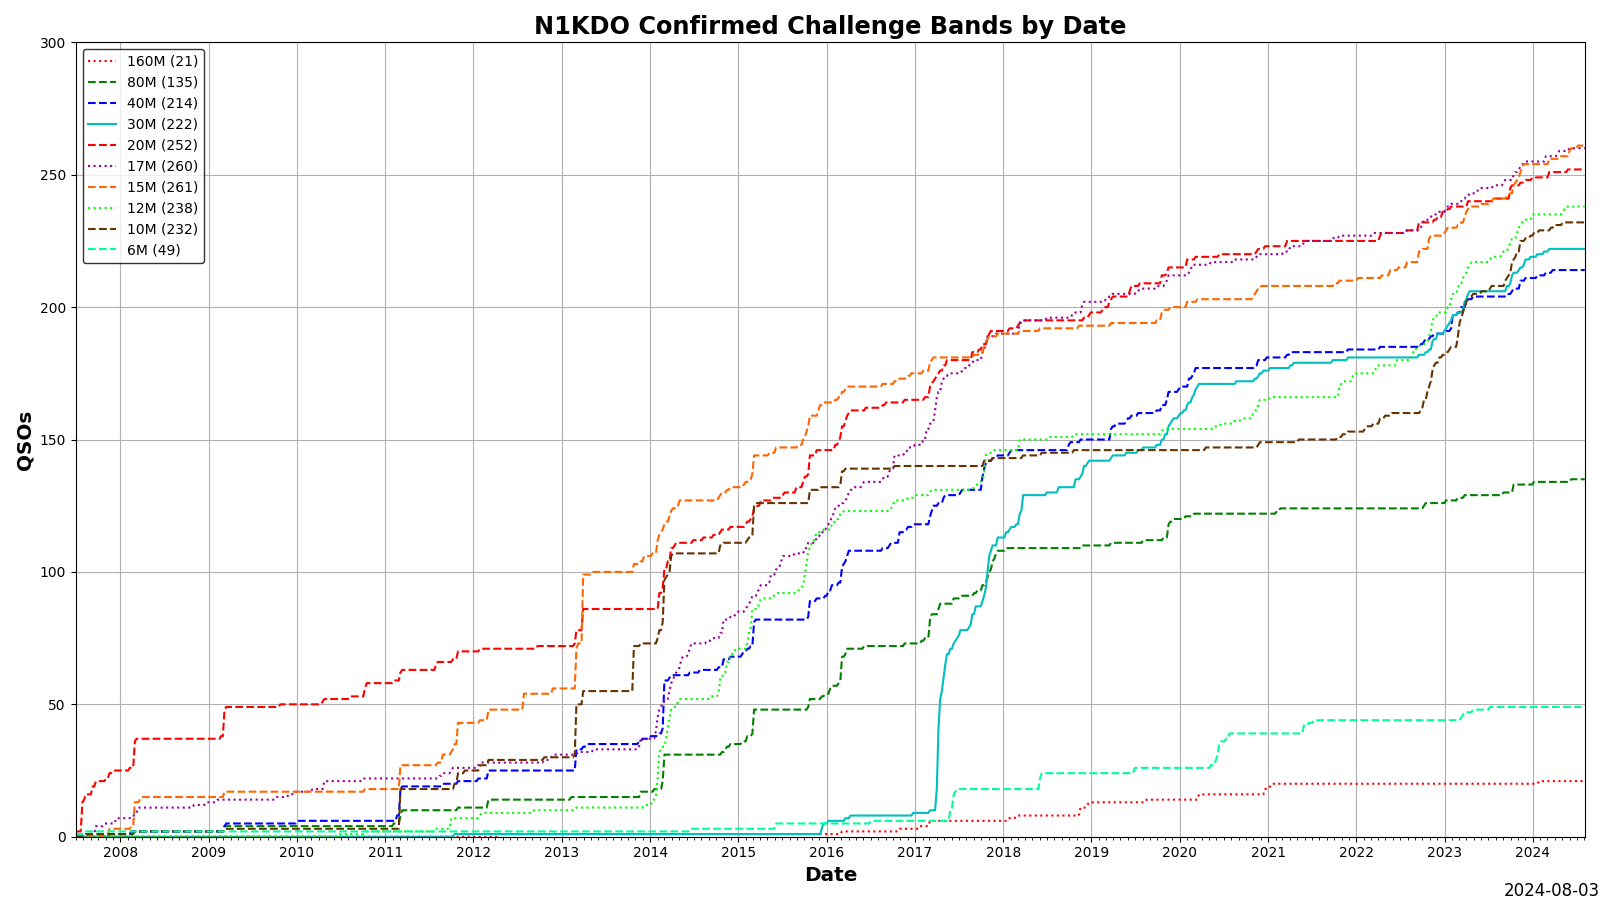 N1KDO Confirmed Challenge Bands by Date
300
250
200
150
100
50
0
QSOs
160M (21)
80M (135)
40M (214)
30M (222)
20M (252)
17M (260)
15M (261)
12M (238)
10M (232)
6M (49)
2008 2009 2010 2011 2012 2013 2014 2015 2016 2017 2018 2019 2020 2021 2022 2023 2024
Date
2024-08-03